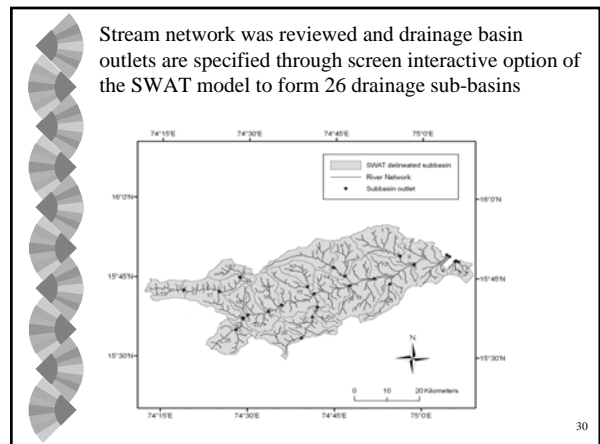 Stream network was reviewed and drainage basin
outlets are specified through screen interactive option of
the SWAT model to form 26 drainage sub-basins
74°15'E 74°30'E 74°45'E 75°0'E
SWAT delineated subbasin
River Network
Subbasin outlet
16°0'N 16°0'N
15°45'N 15°45'N
15°30'N 15°30'N
N
0 10 20 Kilometers
74°15'E 74°30'E 74°45'E 75°0'E
30